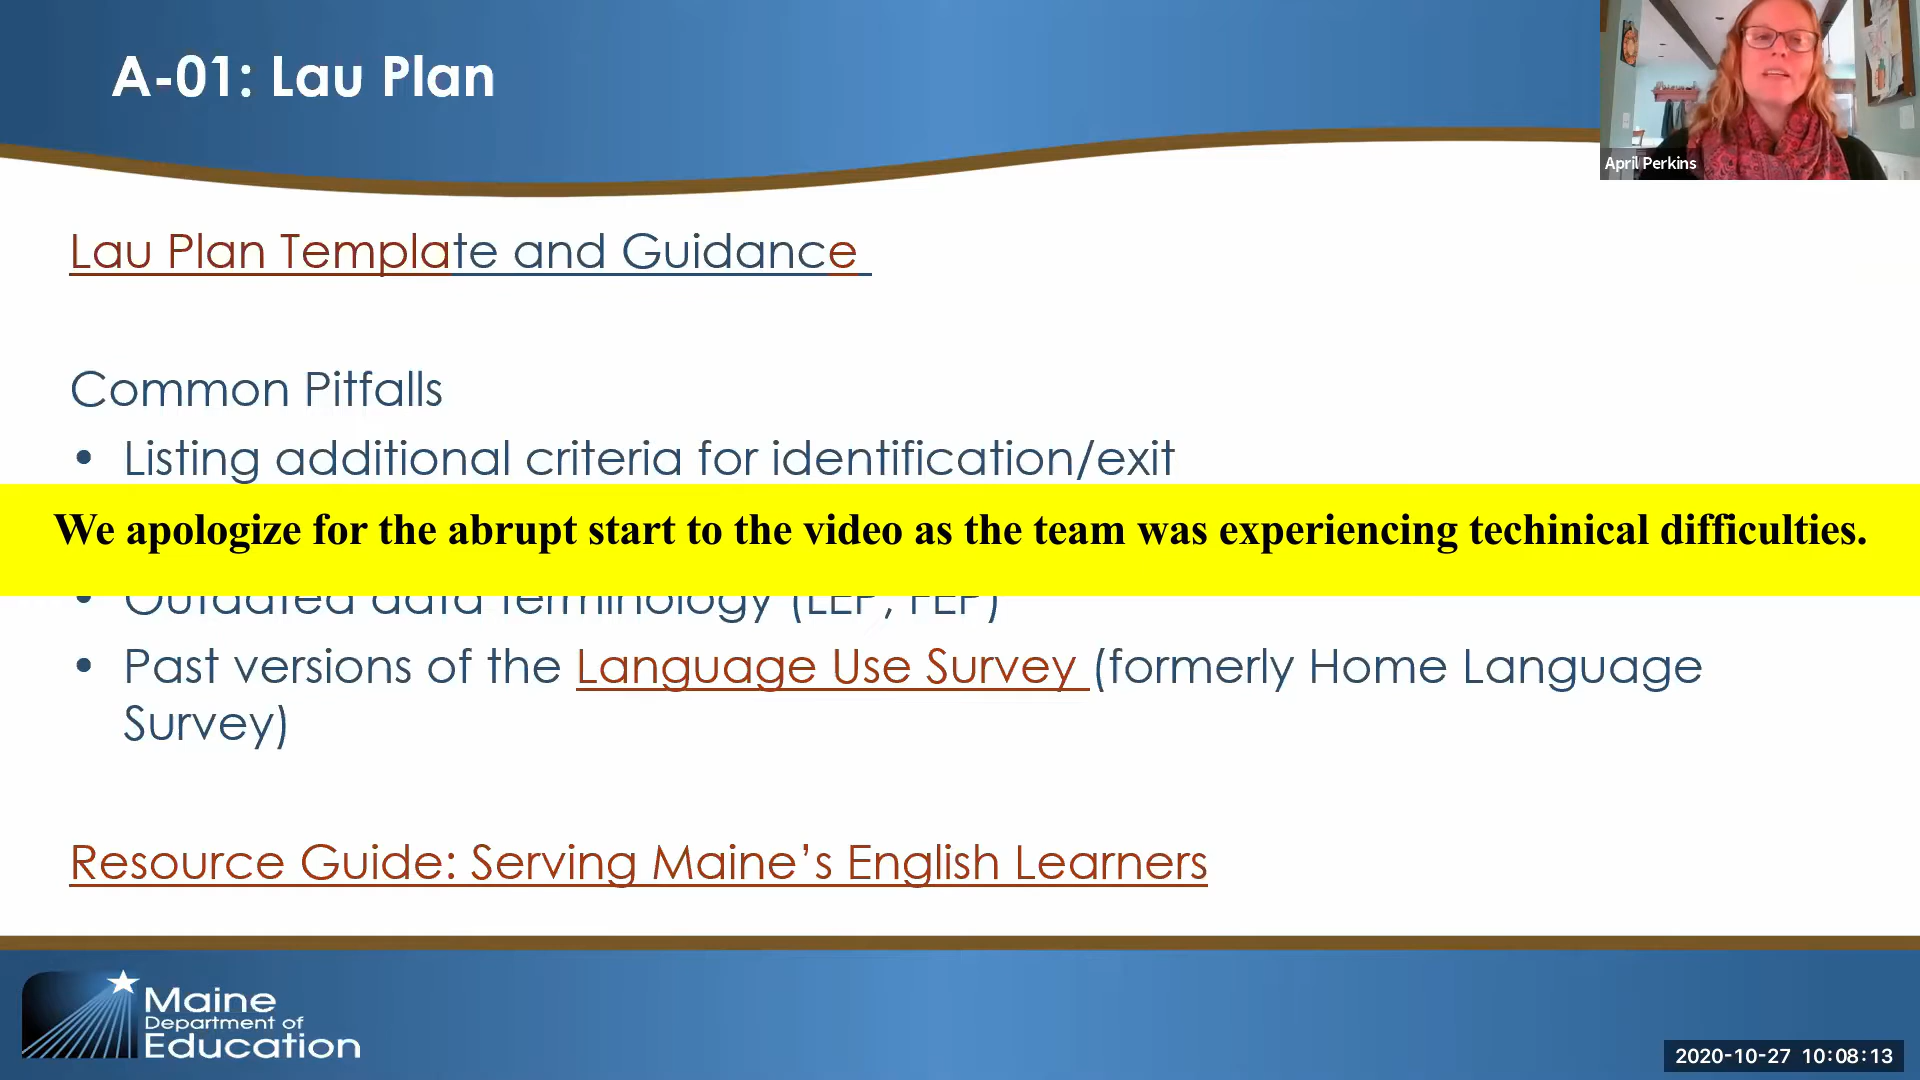 A-01: Lau Plan
April Perkins
Lau Plan Template and Guidance
Common Pitfalls
• Listing additional criteria for identification/exit
We apologize for the abrupt start to the video as the team was experiencing techinical difficulties.
• Outdated data terminology (LEP, FEP)
• Past versions of the Language Use Survey (formerly Home Language
Survey)
Resource Guide: Serving Maine's English Learners
Maine
Department of
Education
2020-10-27 10:08:13